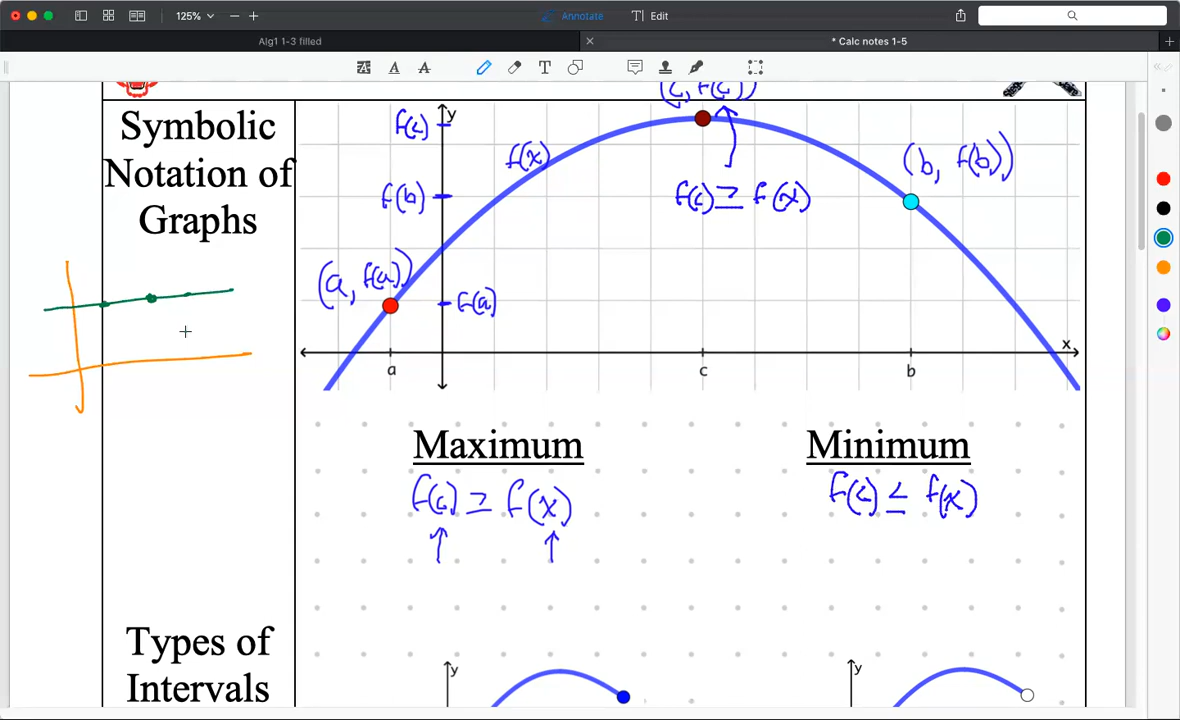 125%
Annotate
T| Edit
Alg1 1-3 filled
* Calc notes 1-5
A A A T
Symbolic
Notation of
Graphs
(c, f(c))
y
f(c)
f(x)
(b, f(b))
f(b)
f(c) ≥ f(x)
(a, f(a))
f(a)
x
a
c
b
Maximum
Minimum
f(c) ≥ f(x)
f(c) ≤ f(x)
Types of
Intervals
y
y